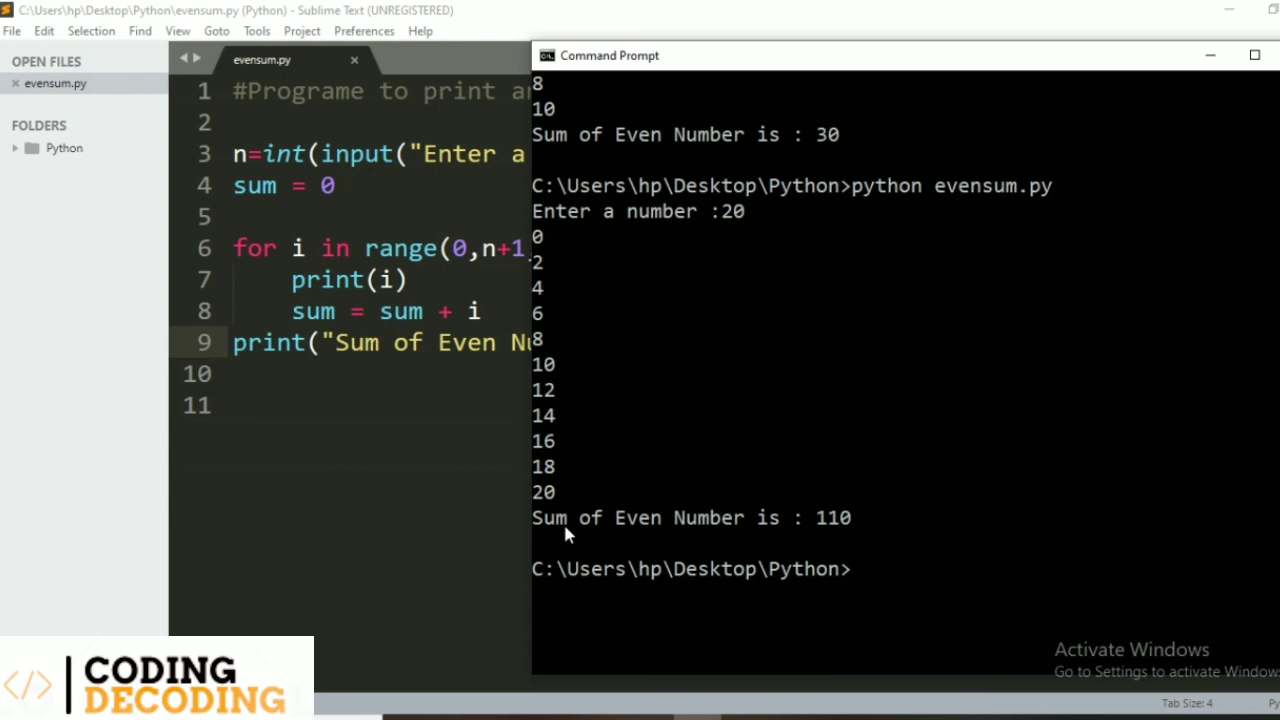 C:\Users\hp\Desktop\Python\evensum.py (Python) - Sublime Text (UNREGISTERED)
File Edit Selection Find View Goto Tools Project Preferences Help
OPEN FILES
× evensum.py
FOLDERS
Python
evensum.py ×
1 #Programe to print
2
3 n=int(input("Enter a
4 sum = 0
5
6 for i in range(0,n+1
7 print(i)
8 sum = sum + i
9 print("Sum of Even
10
11
Command Prompt
8
10
Sum of Even Number is : 30
C:\Users\hp\Desktop\Python>python evensum.py
Enter a number :20
0
2
4
6
8
10
12
14
16
18
20
Sum of Even Number is : 110
C:\Users\hp\Desktop\Python>
Activate Windows
Go to Settings to activate Window
Tab Size: 4
</> | CODING
DECODING